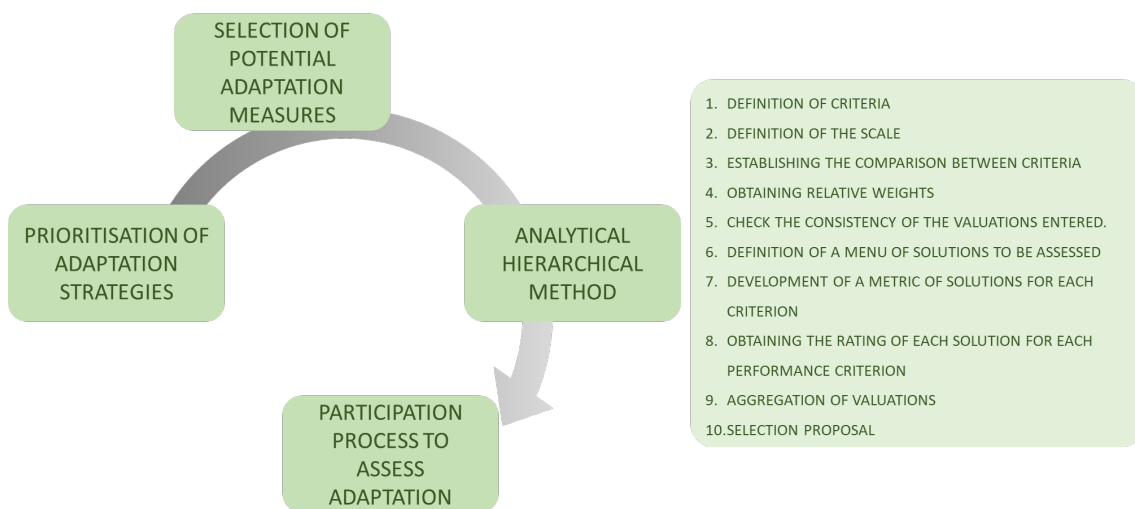 SELECTION OF
POTENTIAL
ADAPTATION
MEASURES
PRIORITISATION OF
ADAPTATION
STRATEGIES
ANALYTICAL
HIERARCHICAL
METHOD
PARTICIPATION
PROCESS TO
ASSESS
ADAPTATION
1. DEFINITION OF CRITERIA
2. DEFINITION OF THE SCALE
3. ESTABLISHING THE COMPARISON BETWEEN CRITERIA
4. OBTAINING RELATIVE WEIGHTS
5. CHECK THE CONSISTENCY OF THE VALUATIONS ENTERED.
6. DEFINITION OF A MENU OF SOLUTIONS TO BE ASSESSED
7. DEVELOPMENT OF A METRIC OF SOLUTIONS FOR EACH
CRITERION
8. OBTAINING THE RATING OF EACH SOLUTION FOR EACH
PERFORMANCE CRITERION
9. AGGREGATION OF VALUATIONS
10.SELECTION PROPOSAL